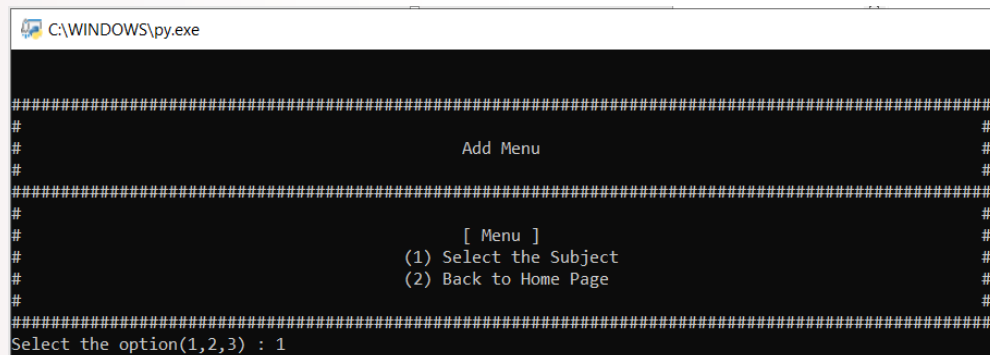 C:\WINDOWS\py.exe
####################################################################################################
# #
# Add Menu #
# #
####################################################################################################
# #
# [ Menu ] #
# (1) Select the Subject #
# (2) Back to Home Page #
# #
####################################################################################################
Select the option(1,2,3) : 1